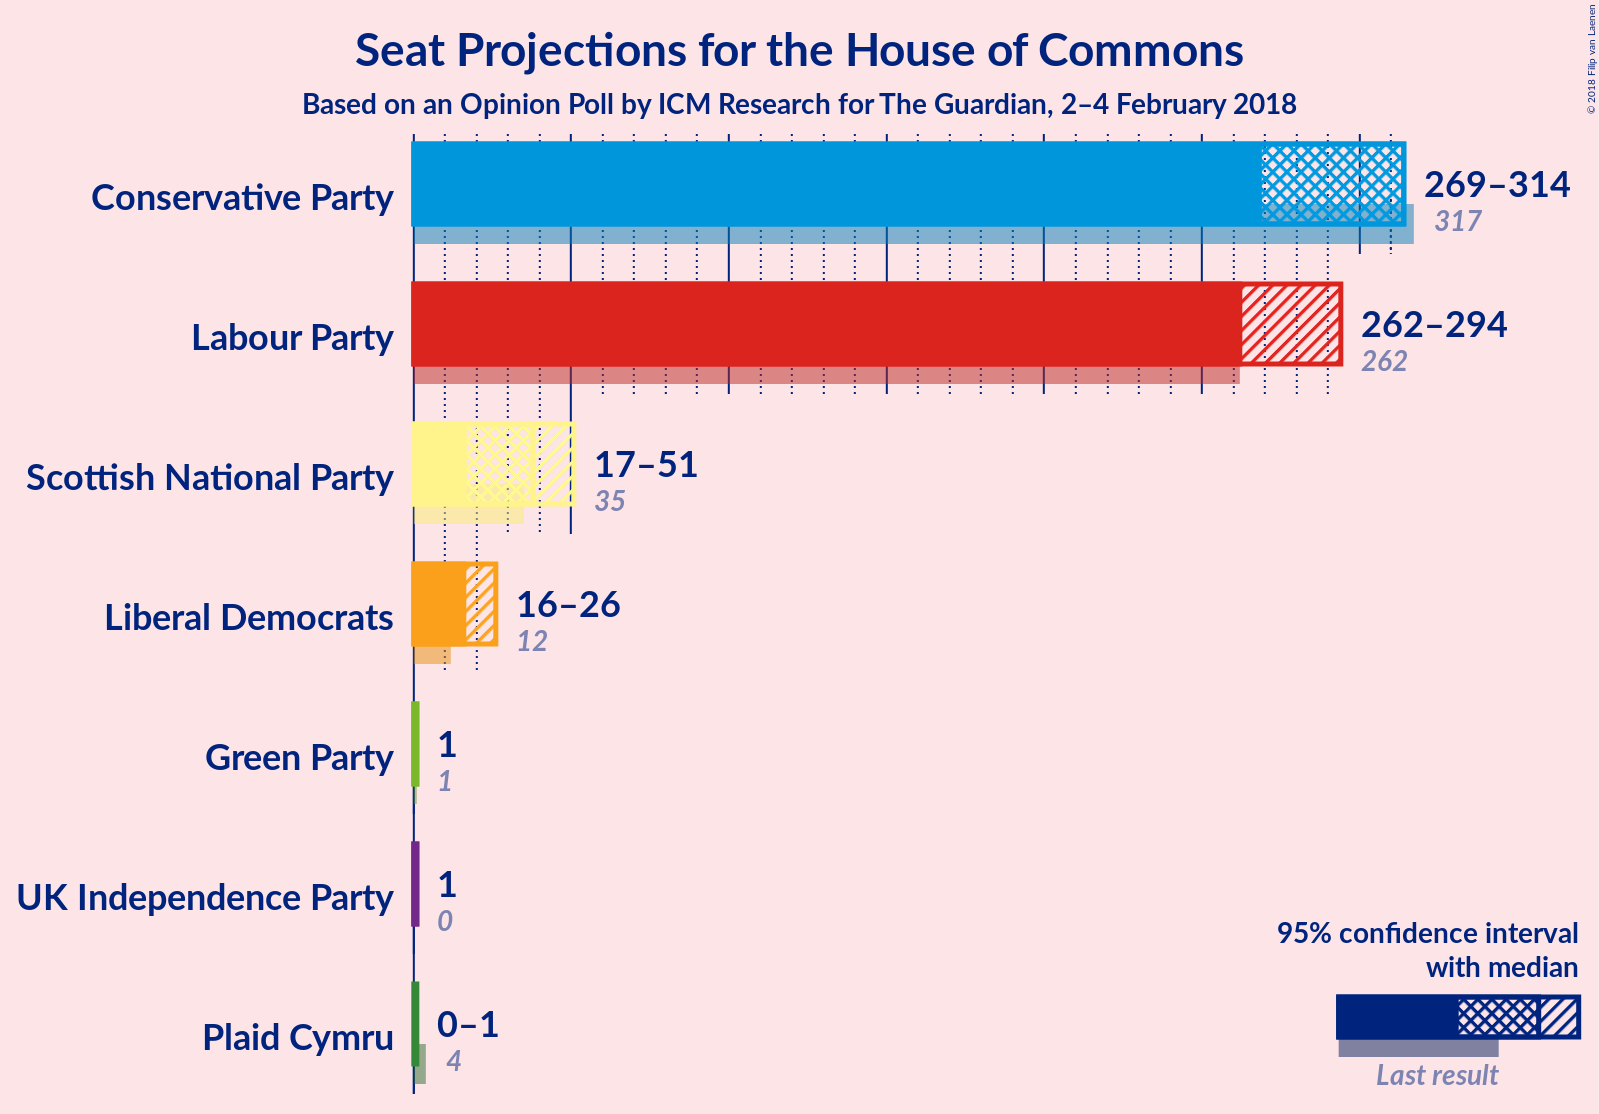 Seat Projections for the House of Commons
Based on an Opinion Poll by ICM Research for The Guardian, 2–4 February 2018
© 2018 Filip van Laenen
Conservative Party
269–314
317
Labour Party
262–294
262
Scottish National Party
17–51
35
Liberal Democrats
16–26
12
Green Party
1
1
UK Independence Party
1
0
Plaid Cymru
0–1
4
95% confidence interval
with median
Last result